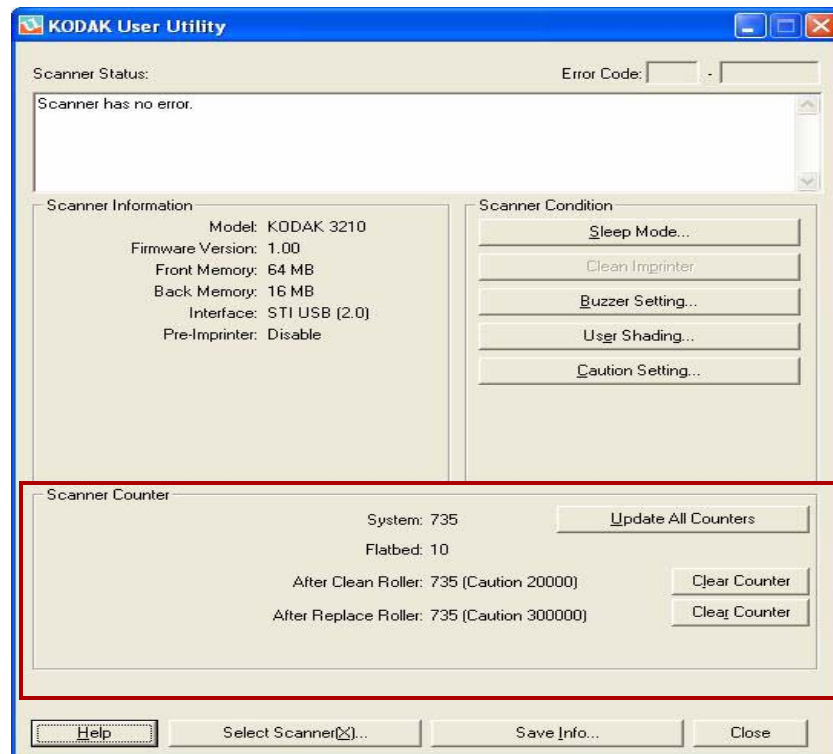 KODAK User Utility
Scanner Status:
Error Code:
-
Scanner has no error.
Scanner Information
Model: KODAK 3210
Firmware Version: 1.00
Front Memory: 64 MB
Back Memory: 16 MB
Interface: STI USB (2.0)
Pre-Imprinter: Disable
Scanner Condition
Sleep Mode...
Clean Imprinter
Buzzer Setting...
User Shading...
Caution Setting...
Scanner Counter
System: 735
Update All Counters
Flatbed: 10
After Clean Roller: 735 (Caution 20000)
Clear Counter
After Replace Roller: 735 (Caution 300000)
Clear Counter
Help
Select Scanner(X)...
Save Info...
Close